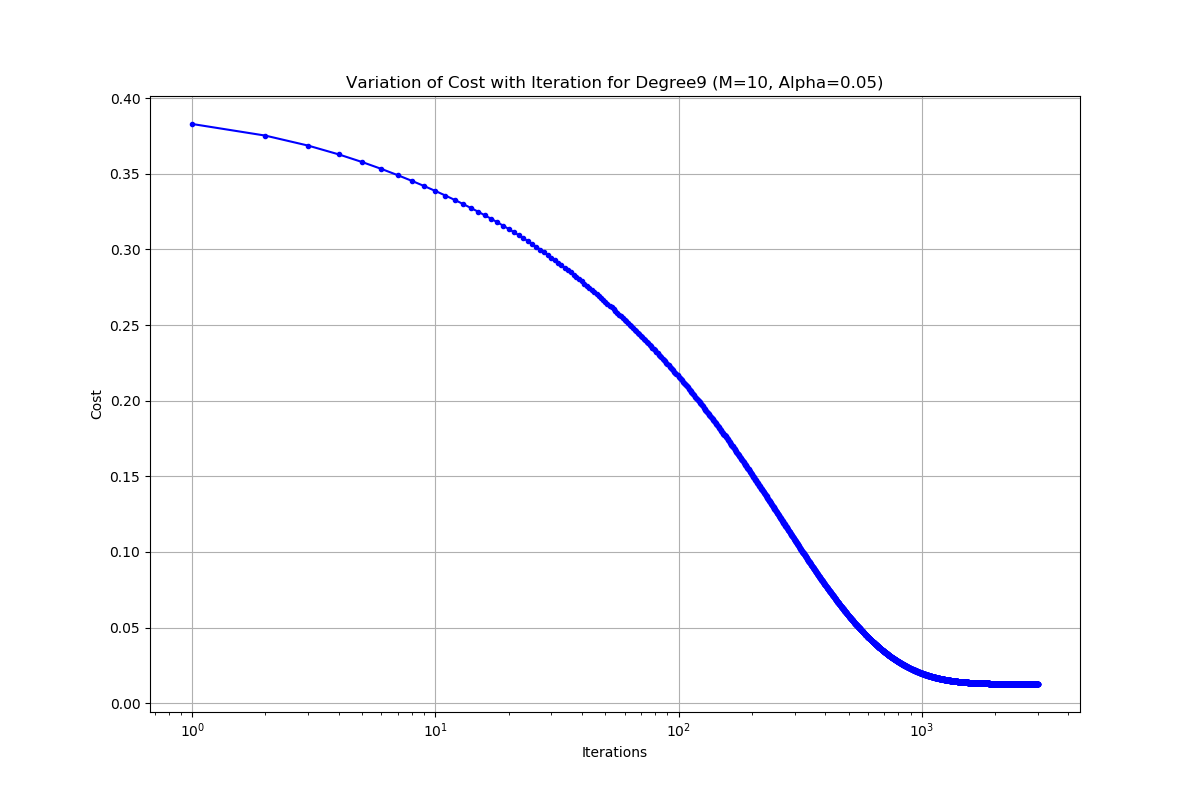 Variation of Cost with Iteration for Degree9 (M=10, Alpha=0.05)
0.40
0.35
0.30
0.25
0.20
0.15
0.10
0.05
0.00
Cost
10⁰ 10¹ 10² 10³
Iterations